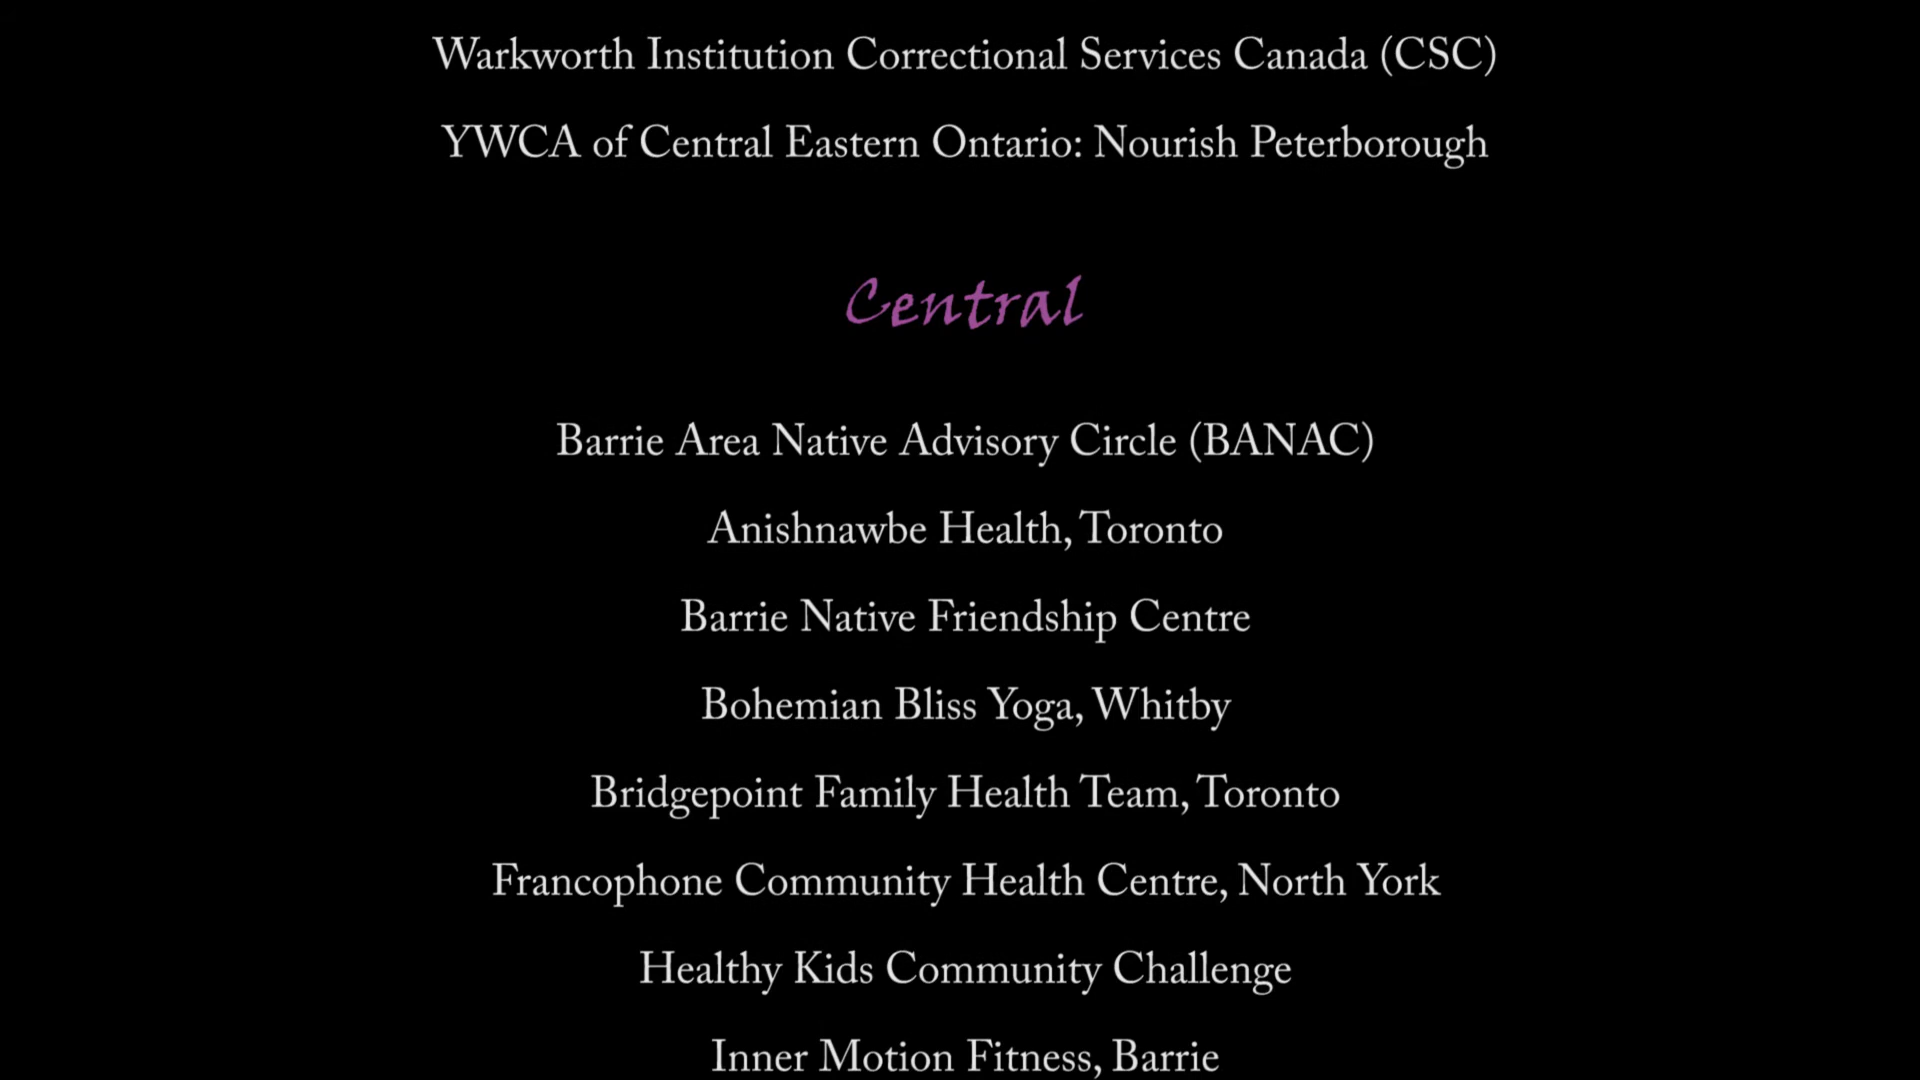 Warkworth Institution Correctional Services Canada (CSC)
YWCA of Central Eastern Ontario: Nourish Peterborough
Central
Barrie Area Native Advisory Circle (BANAC)
Anishnawbe Health, Toronto
Barrie Native Friendship Centre
Bohemian Bliss Yoga, Whitby
Bridgepoint Family Health Team, Toronto
Francophone Community Health Centre, North York
Healthy Kids Community Challenge
Inner Motion Fitness, Barrie